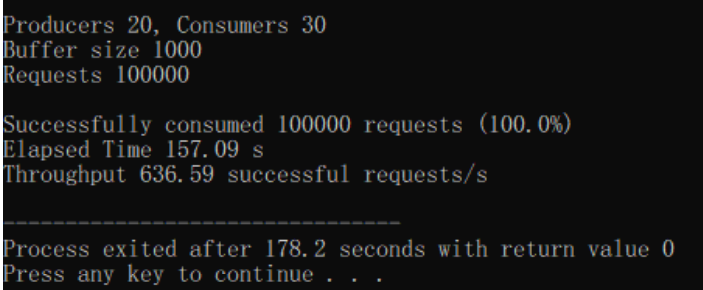 Producers 20, Consumers 30
Buffer size 1000
Requests 100000
Successfully consumed 100000 requests (100.0%)
Elapsed Time 157.09 s
Throughput 636.59 successful requests/s
--------------------------------
Process exited after 178.2 seconds with return value 0
Press any key to continue . . .